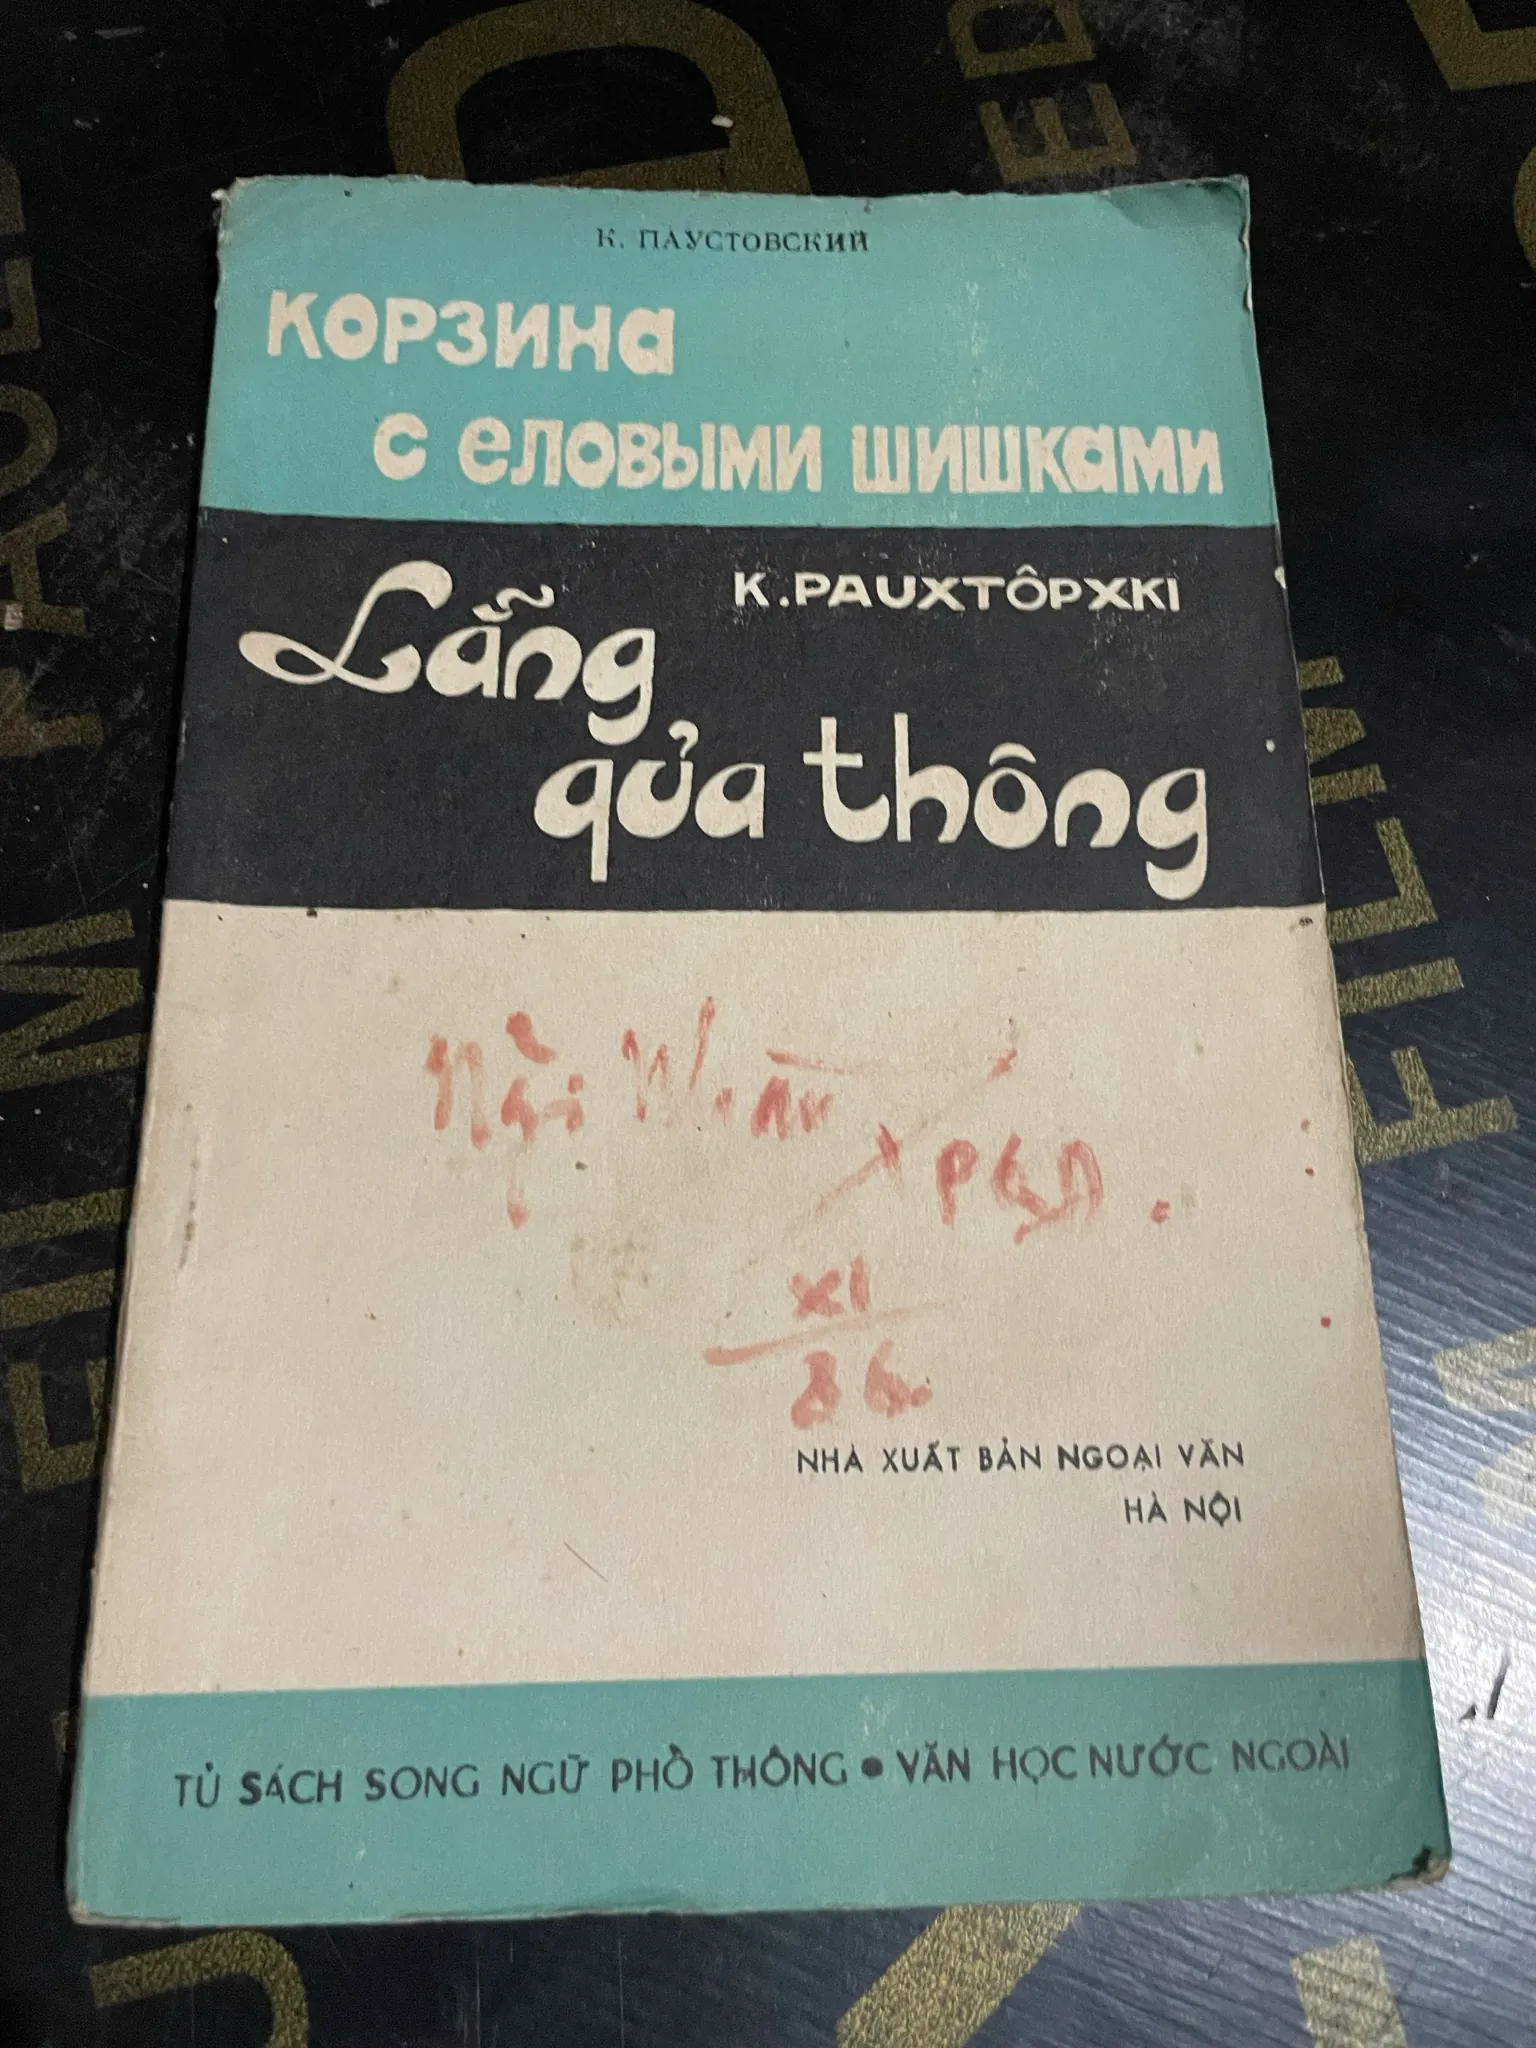 К. ПАУСТОВСКИЙ
КОРЗИНА
С ЕЛОВЫМИ ШИШКАМИ
K.PAUXTÔPXKI
Lẵng
qủa thông
XI
86
NHÀ XUẤT BẢN NGOẠI VĂN
HÀ NỘI
TỦ SÁCH SONG NGỮ PHỔ THÔNG • VĂN HỌC NƯỚC NGOÀI